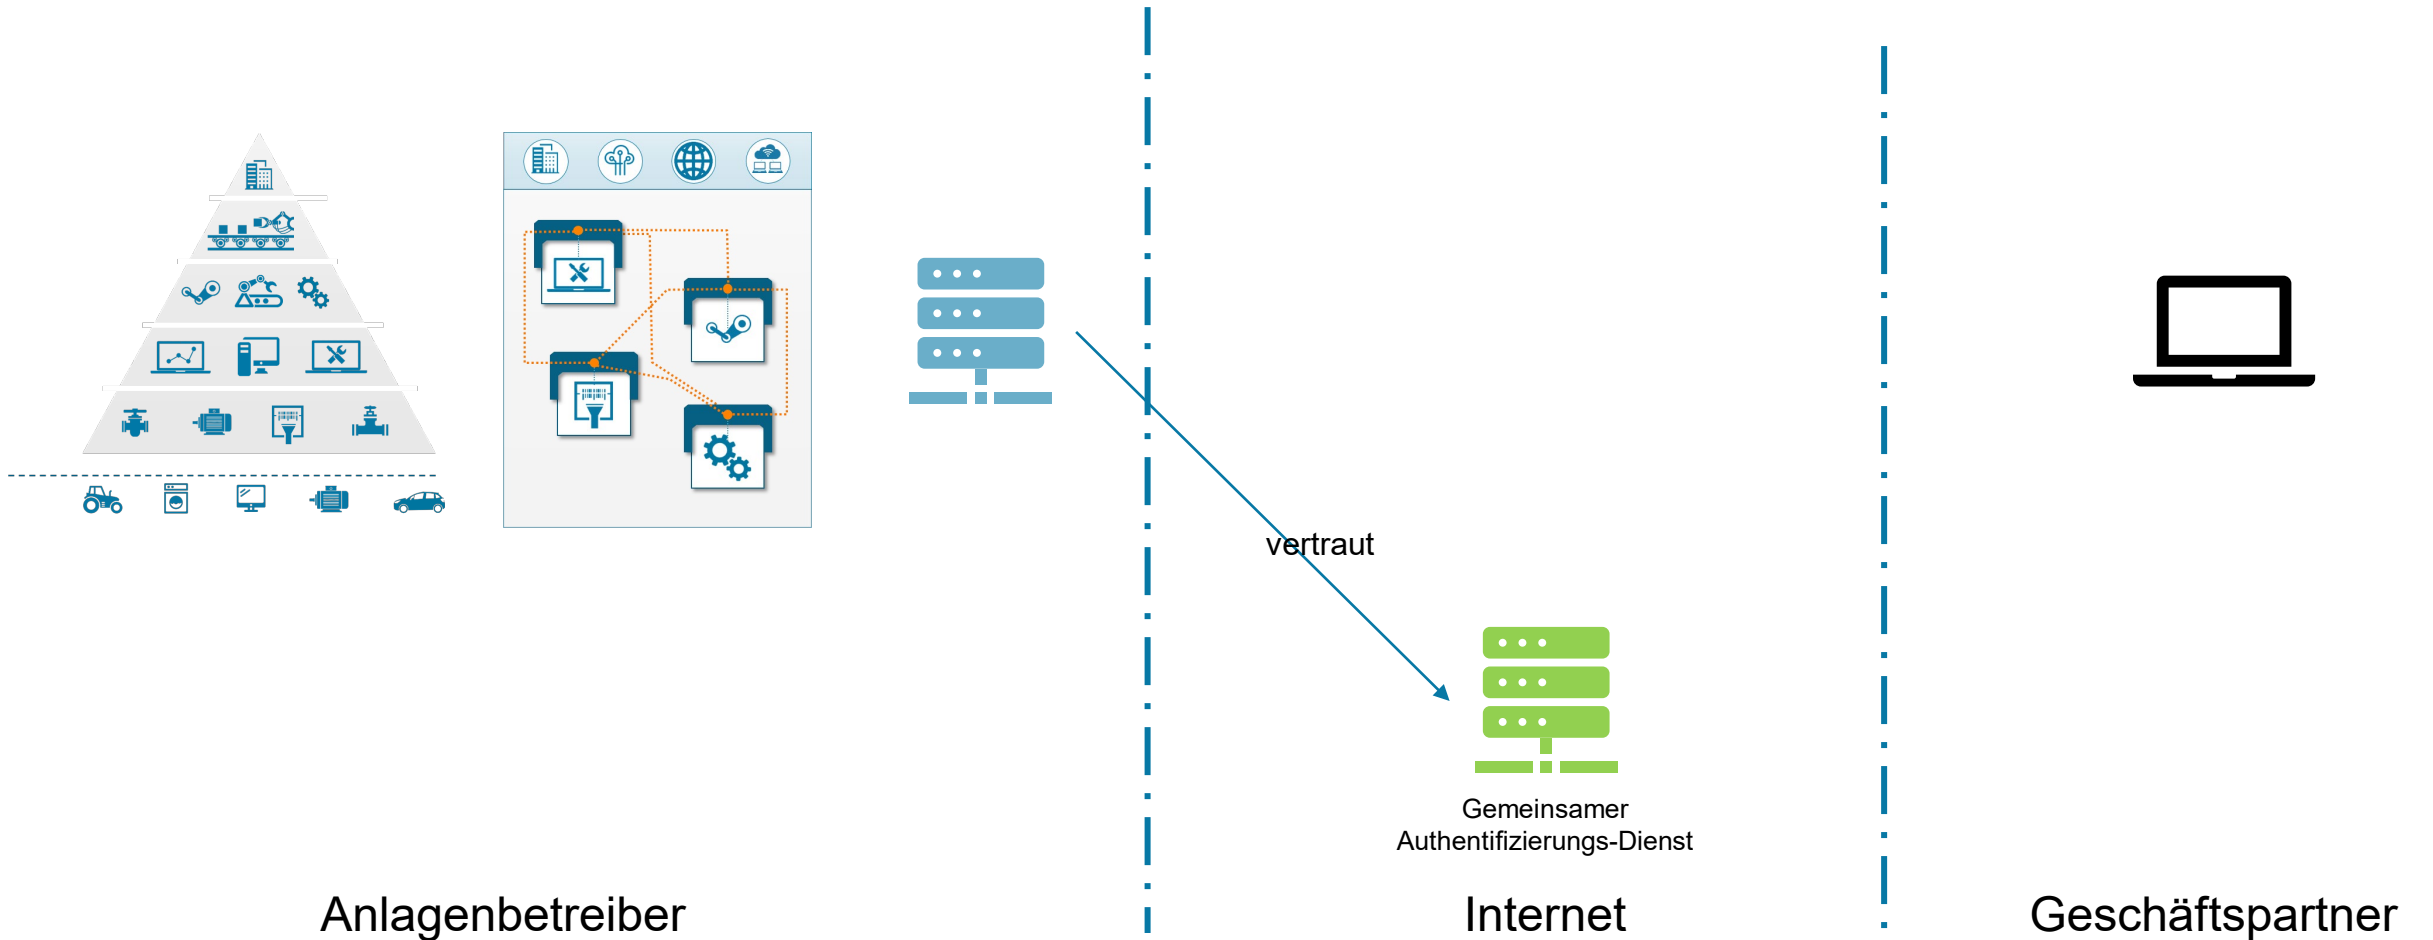 vertraut
Gemeinsamer
Authentifizierungs-Dienst
Anlagenbetreiber
Internet
Geschäftspartner